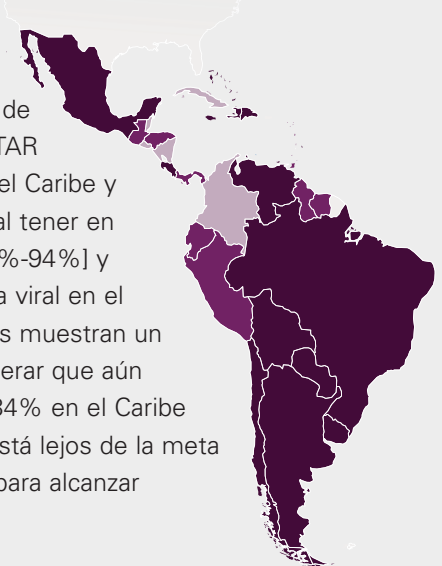 de
TAR
el Caribe y
al tener en
%-94%] y
a viral en el
s muestran un
erar que aún
34% en el Caribe
stá lejos de la meta
para alcanzar